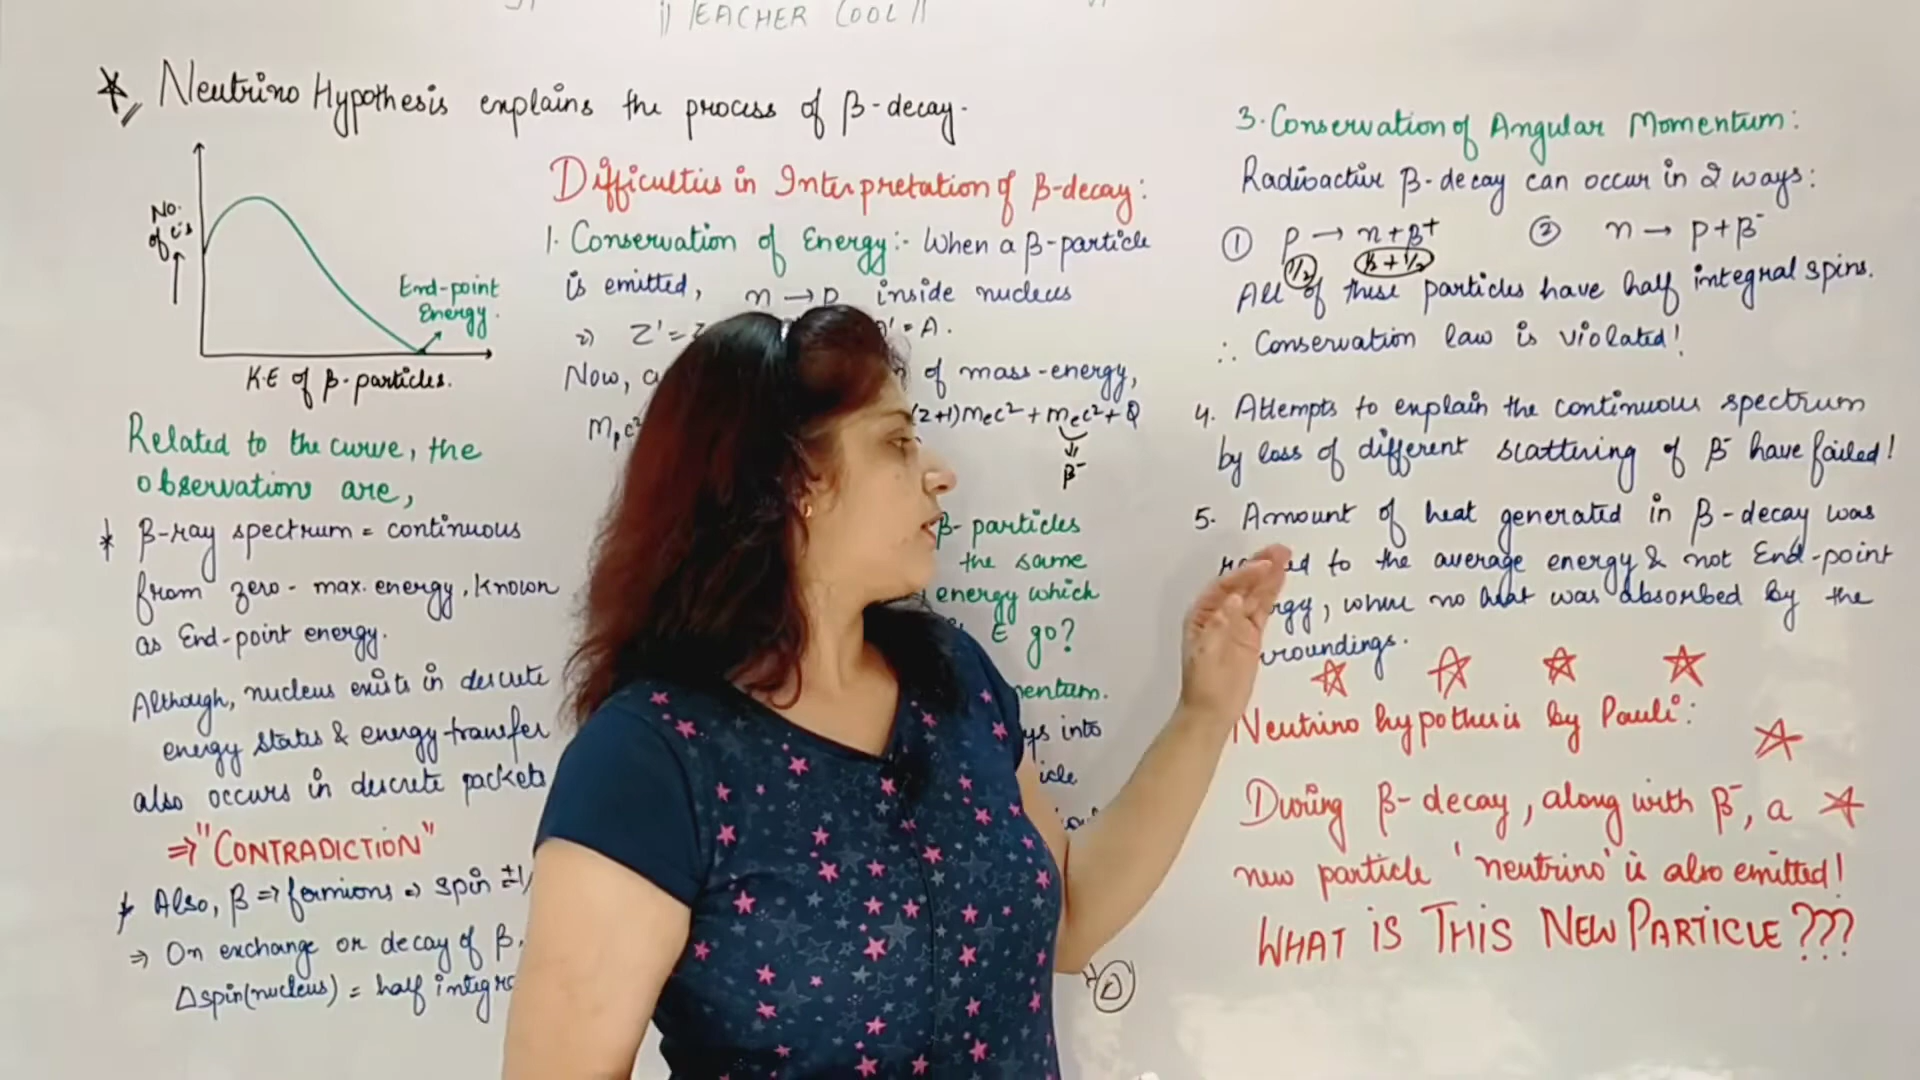 || TEACHER COOL ||
* Neutrino Hypothesis explains the process of β-decay.
No.
of e's
End-point
Energy.
K.E of β-particles.
Related to the curve, the
observations are,
* β-ray spectrum = continuous
from zero - max. energy, known
as End-point energy.
Although, nucleus exists in discrete
energy states & energy-transfer
also occurs in discrete packets
⇒ "CONTRADICTION"
* Also, β ⇒ fermions ⇒ spin
⇒ On exchange or decay of β,
Δspin(nucleus) = half
Difficulties in Interpretation of β-decay:
1. Conservation of Energy:- When a β-particle
is emitted, n → p inside nucleus
Z' = = A.
Now, of mass-energy,
(Z+1)mec² + mec² + Q
β⁻
β-particles
the same
energy which
E go?
into
3. Conservation of Angular Momentum:
Radioactive β-decay can occur in 2 ways:
① p → n + β⁺ ② n → p + β⁻
1/2
All of these particles have half integral spins.
∴ Conservation law is violated!
4. Attempts to explain the continuous spectrum
by loss of different scattering of β⁻ have failed!
5. Amount of heat generated in β-decay was
to the average energy & not End-point
, where no heat was absorbed by the
Neutrino hypothesis by Pauli:
During β-decay, along with β⁻, a
new particle 'neutrino' is also emitted!
WHAT IS THIS NEW PARTICLE???